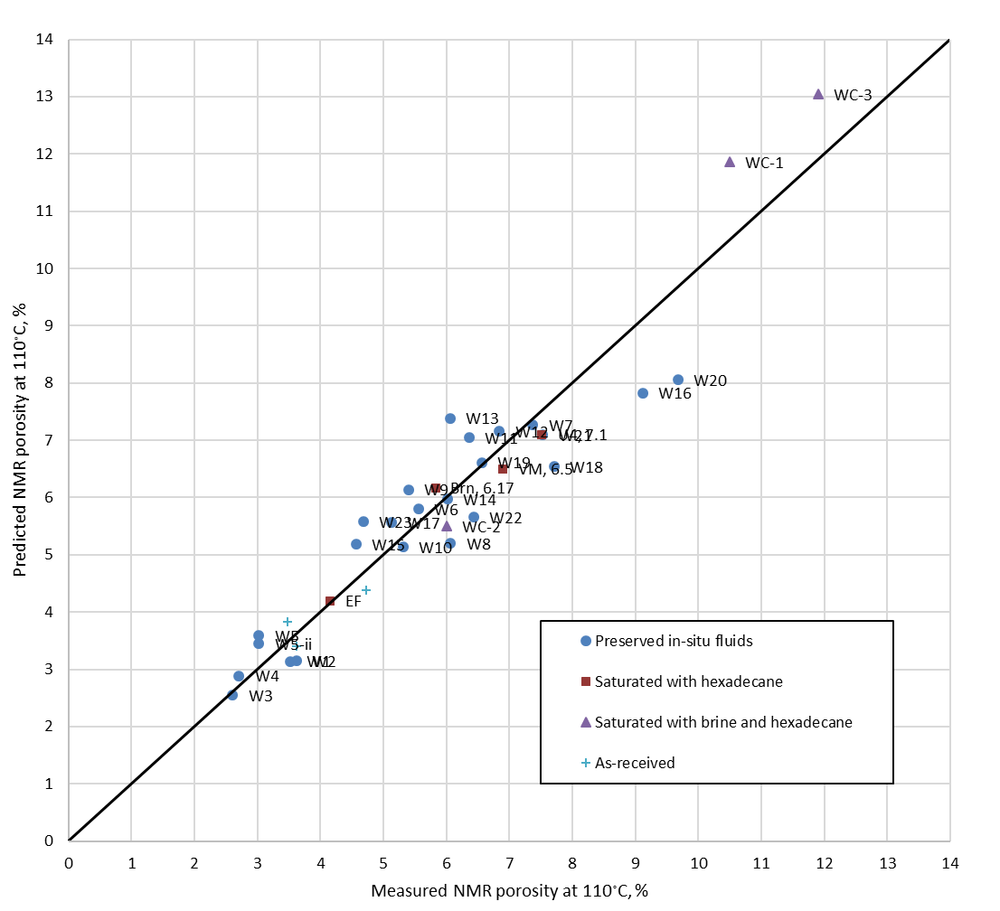 14
13
12
11
10
9
8
7
6
5
4
3
2
1
0
Predicted NMR porosity at 110°C, %
WC-3
WC-1
W20
W16
W13
W7
W12
W21
V4, 7.1
W11
W19
VM, 6.5
W18
W9
Brn, 6.17
W14
W6
W22
W23
W17
WC-2
W15
W10
W8
EF
W5
W5-ii
W1
W2
W4
W3
Preserved in-situ fluids
Saturated with hexadecane
Saturated with brine and hexadecane
As-received
0 1 2 3 4 5 6 7 8 9 10 11 12 13 14
Measured NMR porosity at 110°C, %